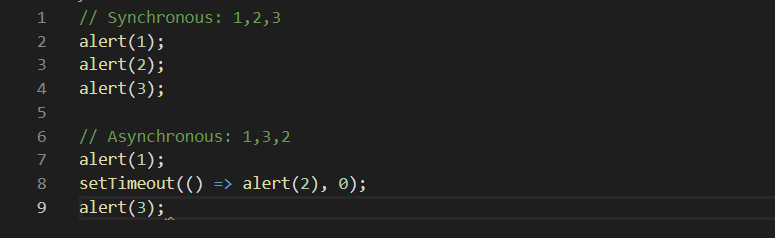 1 // Synchronous: 1,2,3
2 alert(1);
3 alert(2);
4 alert(3);
5
6 // Asynchronous: 1,3,2
7 alert(1);
8 setTimeout(() => alert(2), 0);
9 alert(3);